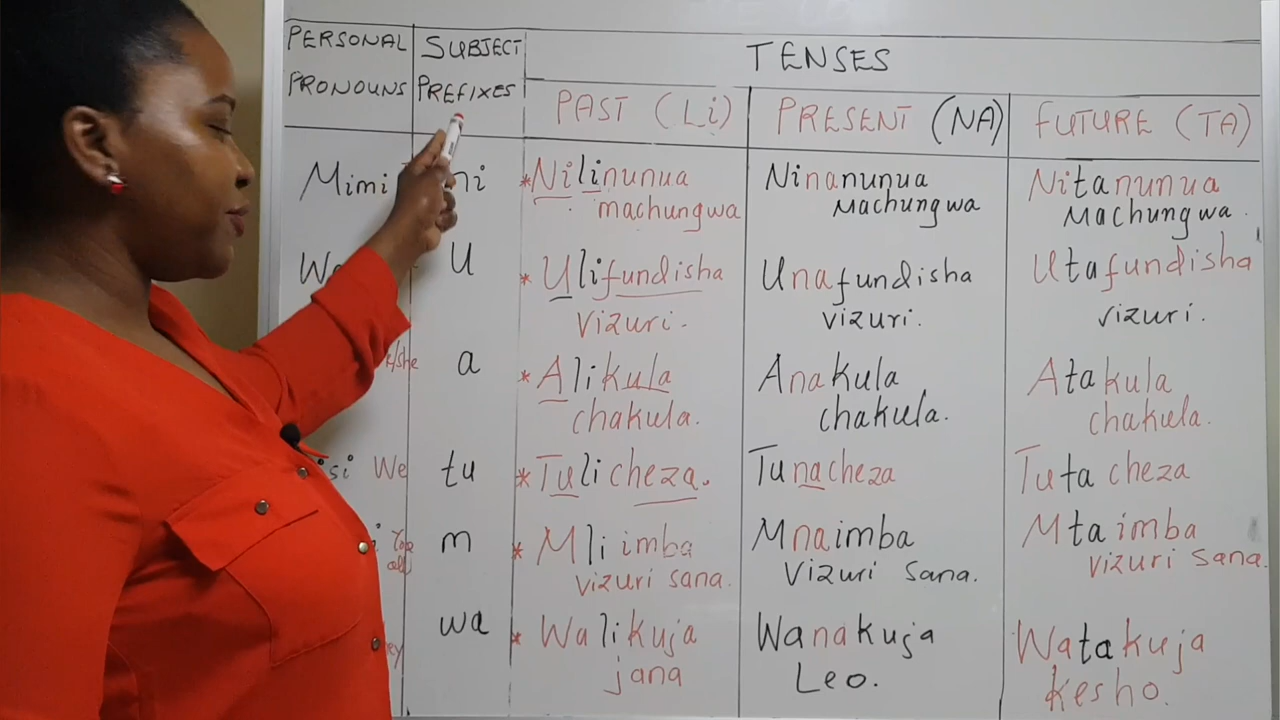 PERSONAL PRONOUNS
SUBJECT PREFIXES
TENSES
PAST (Li)
PRESENT (NA)
FUTURE (TA)
Mimi
ni
*Nilinunua
machungwa
Ninanunua
Machungwa
Nitanunua
Machungwa.
U
*Ulifundisha
vizuri.
Unafundisha
vizuri.
Utafundisha
vizuri.
a
*Alikula
chakula.
Anakula
chakula.
Atakula
chakula.
We
tu
*Tulicheza.
Tunacheza
Tutacheza
m
*Mliimba
vizuri sana.
Mnaimba
Vizuri Sana.
Mtaimba
vizuri sana.
wa
*Walikuja
jana
Wanakuja
Leo.
Watakuja
kesho.